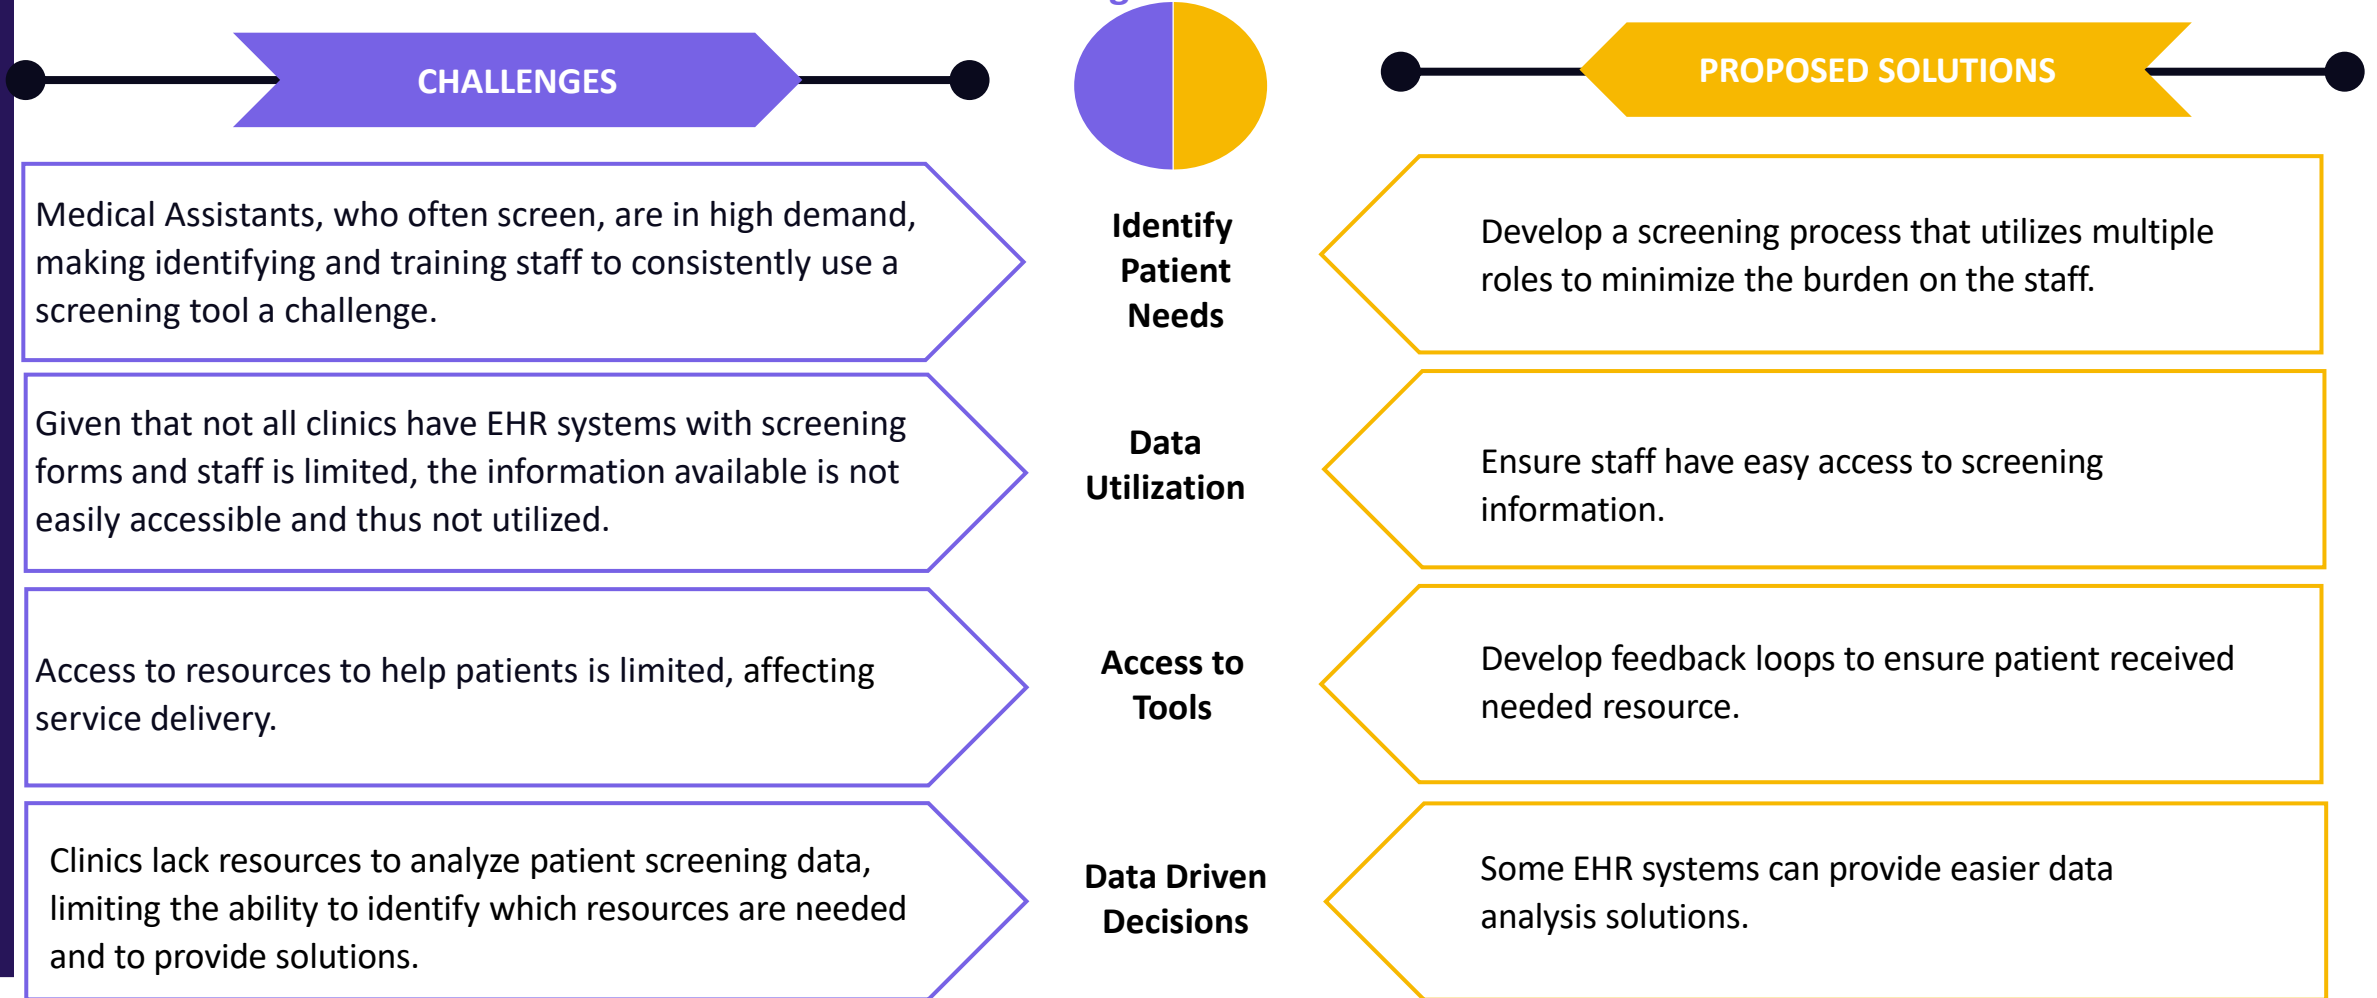 CHALLENGES
PROPOSED SOLUTIONS
Medical Assistants, who often screen, are in high demand,
making identifying and training staff to consistently use a
screening tool a challenge.
Identify
Patient
Needs
Develop a screening process that utilizes multiple
roles to minimize the burden on the staff.
Given that not all clinics have EHR systems with screening
forms and staff is limited, the information available is not
easily accessible and thus not utilized.
Data
Utilization
Ensure staff have easy access to screening
information.
Access to resources to help patients is limited, affecting
service delivery.
Access to
Tools
Develop feedback loops to ensure patient received
needed resource.
Clinics lack resources to analyze patient screening data,
limiting the ability to identify which resources are needed
and to provide solutions.
Data Driven
Decisions
Some EHR systems can provide easier data
analysis solutions.